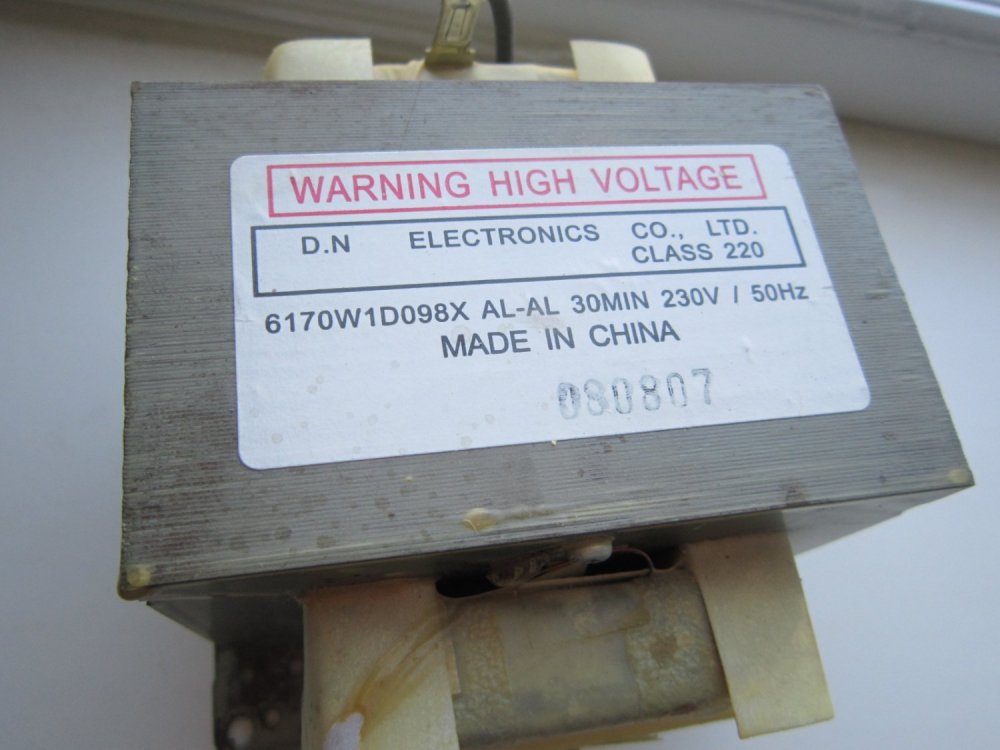 WARNING HIGH VOLTAGE
D.N ELECTRONICS CO., LTD.
CLASS 220
6170W1D098X AL-AL 30MIN 230V / 50Hz
MADE IN CHINA
080807